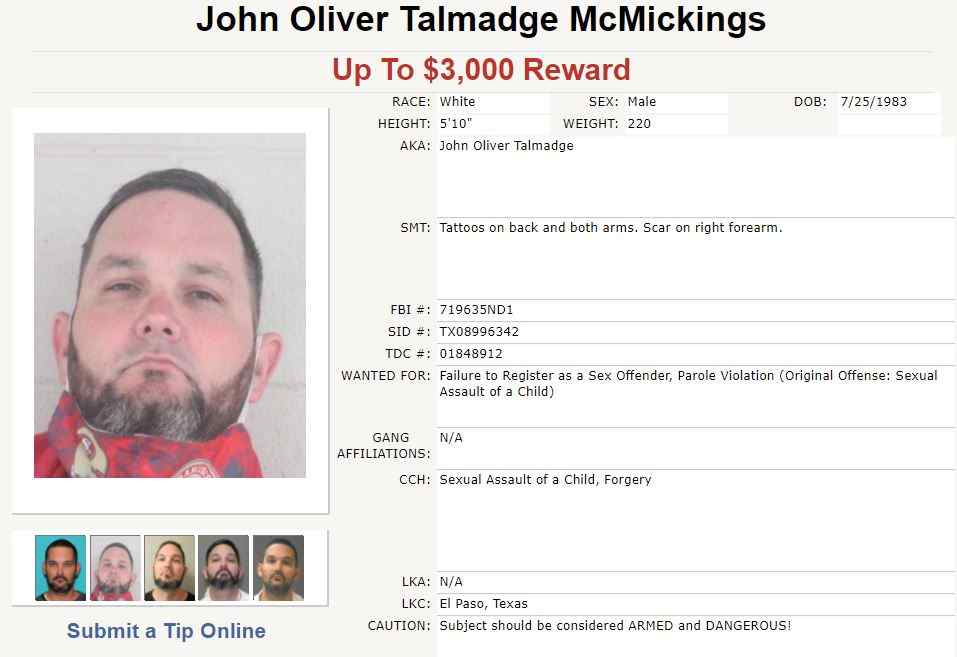 John Oliver Talmadge McMickings
Up To $3,000 Reward
RACE: White SEX: Male DOB: 7/25/1983
HEIGHT: 5'10" WEIGHT: 220
AKA: John Oliver Talmadge
SMT: Tattoos on back and both arms. Scar on right forearm.
FBI #: 719635ND1
SID #: TX08996342
TDC #: 01848912
WANTED FOR: Failure to Register as a Sex Offender, Parole Violation (Original Offense: Sexual
Assault of a Child)
GANG
AFFILIATIONS: N/A
CCH: Sexual Assault of a Child, Forgery
LKA: N/A
LKC: El Paso, Texas
CAUTION: Subject should be considered ARMED and DANGEROUS!
Submit a Tip Online